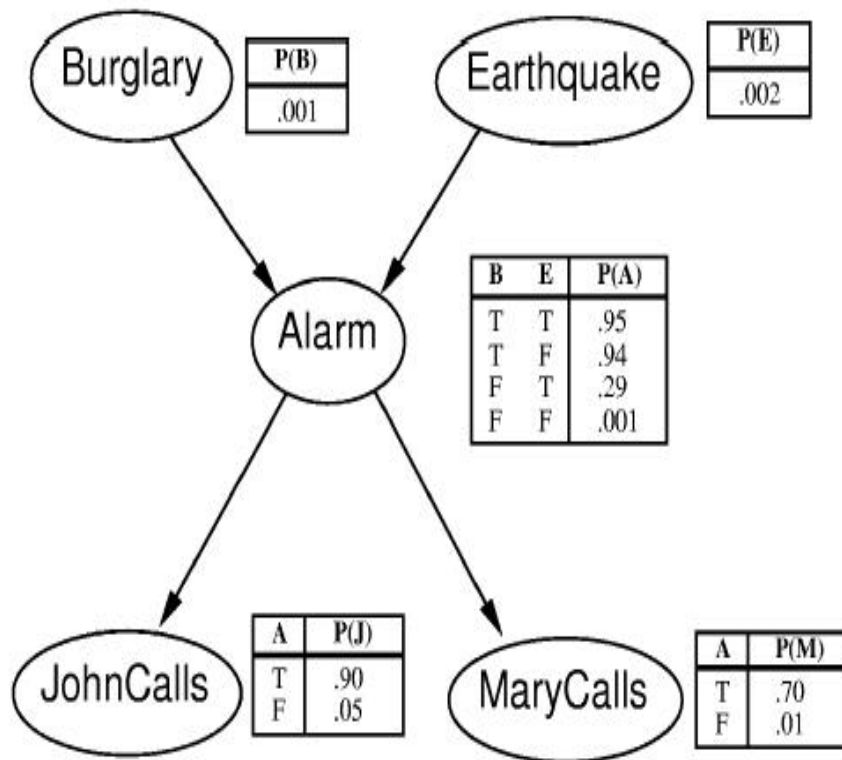 Burglary
P(B)
.001
Earthquake
P(E)
.002
Alarm
B E P(A)
T T .95
T F .94
F T .29
F F .001
JohnCalls
A P(J)
T .90
F .05
MaryCalls
A P(M)
T .70
F .01